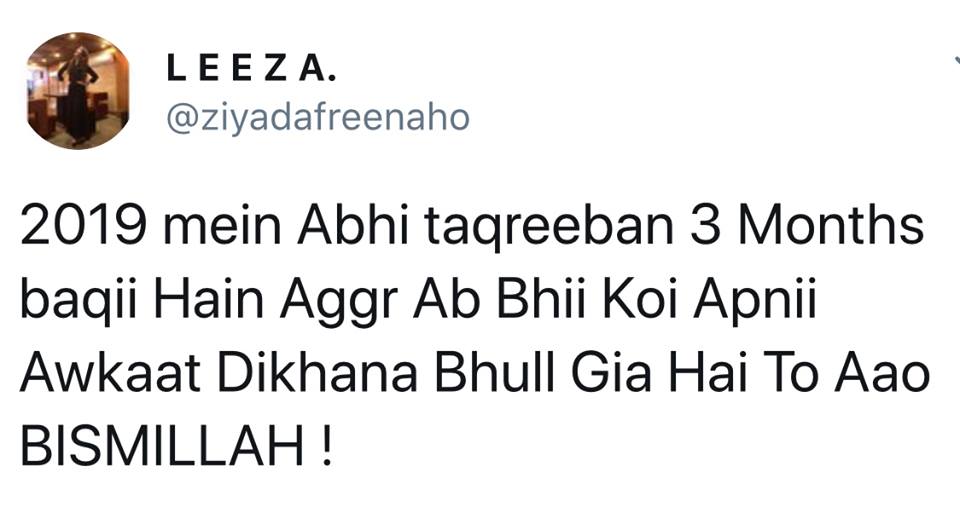 L E E Z A.
@ziyadafreenaho
2019 mein Abhi taqreeban 3 Months
baqii Hain Aggr Ab Bhii Koi Apnii
Awkaat Dikhana Bhull Gia Hai To Aao
BISMILLAH !